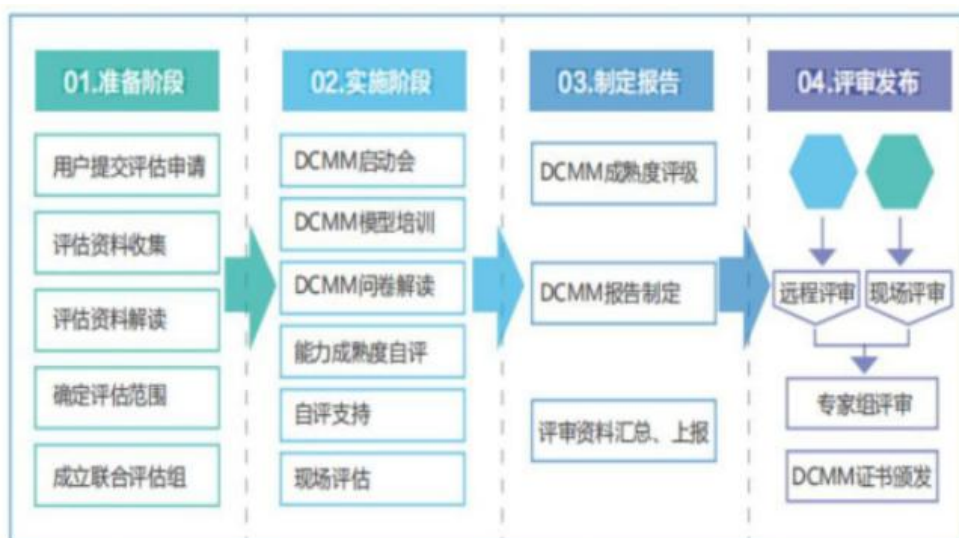 01.准备阶段
用户提交评估申请
评估资料收集
评估资料解读
确定评估范围
成立联合评估组
02.实施阶段
DCMM启动会
DCMM模型培训
DCMM问卷解读
能力成熟度自评
自评支持
现场评估
03.制定报告
DCMM成熟度评级
DCMM报告制定
评审资料汇总、上报
04.评审发布
远程评审
现场评审
专家组评审
DCMM证书颁发